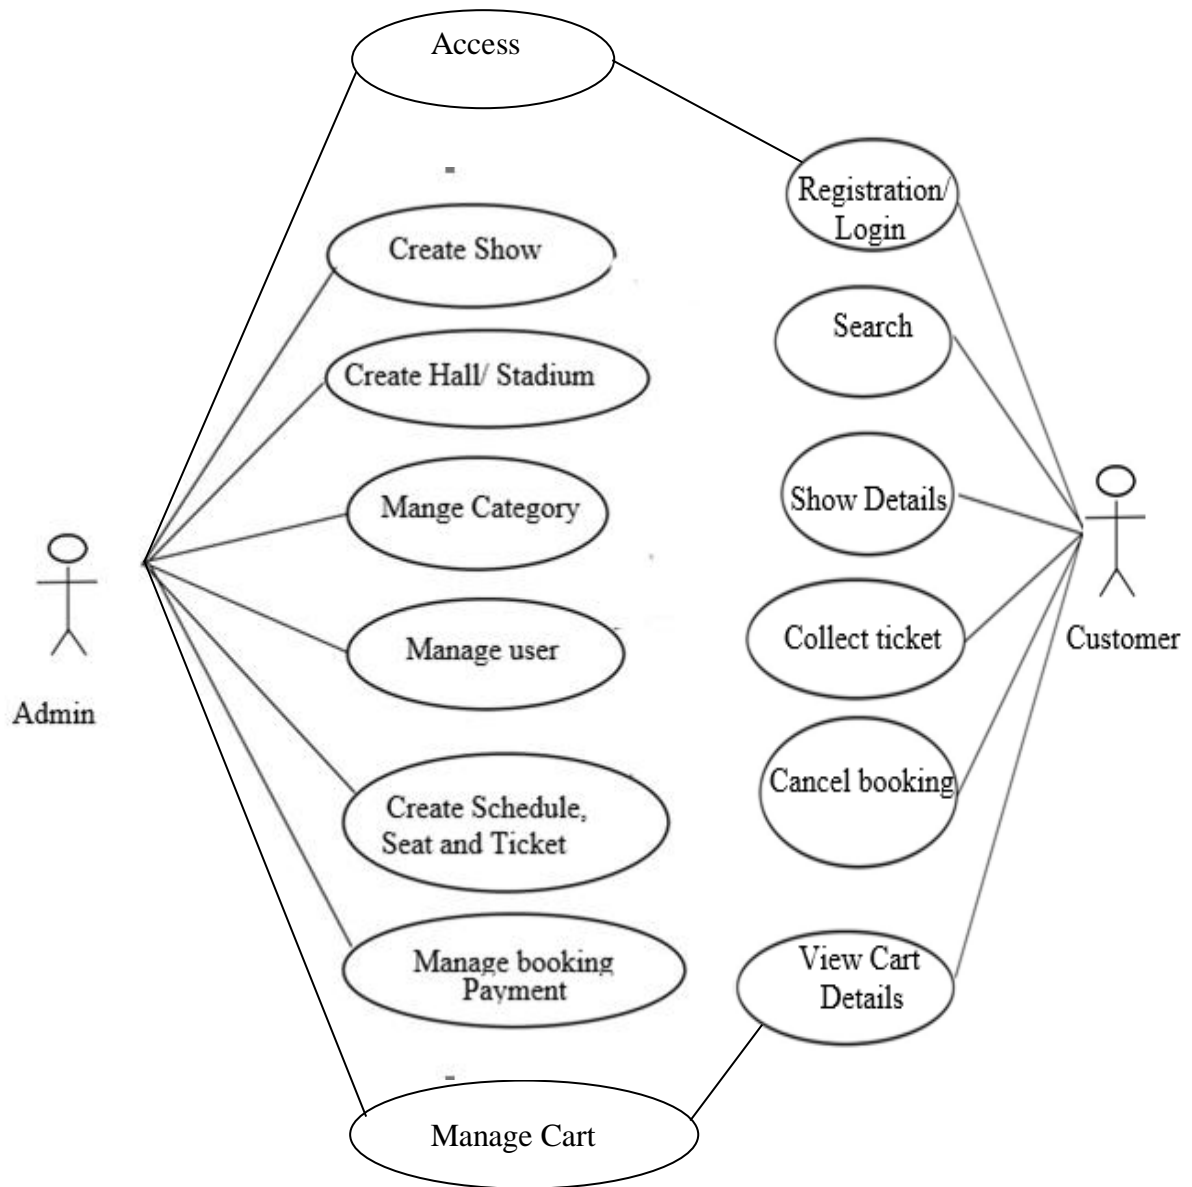 Access
Registration/
Login
Create Show
Search
Create Hall/ Stadium
Mange Category
Show Details
Manage user
Collect ticket
Customer
Admin
Cancel booking
Create Schedule,
Seat and Ticket
Manage booking
Payment
View Cart
Details
Manage Cart